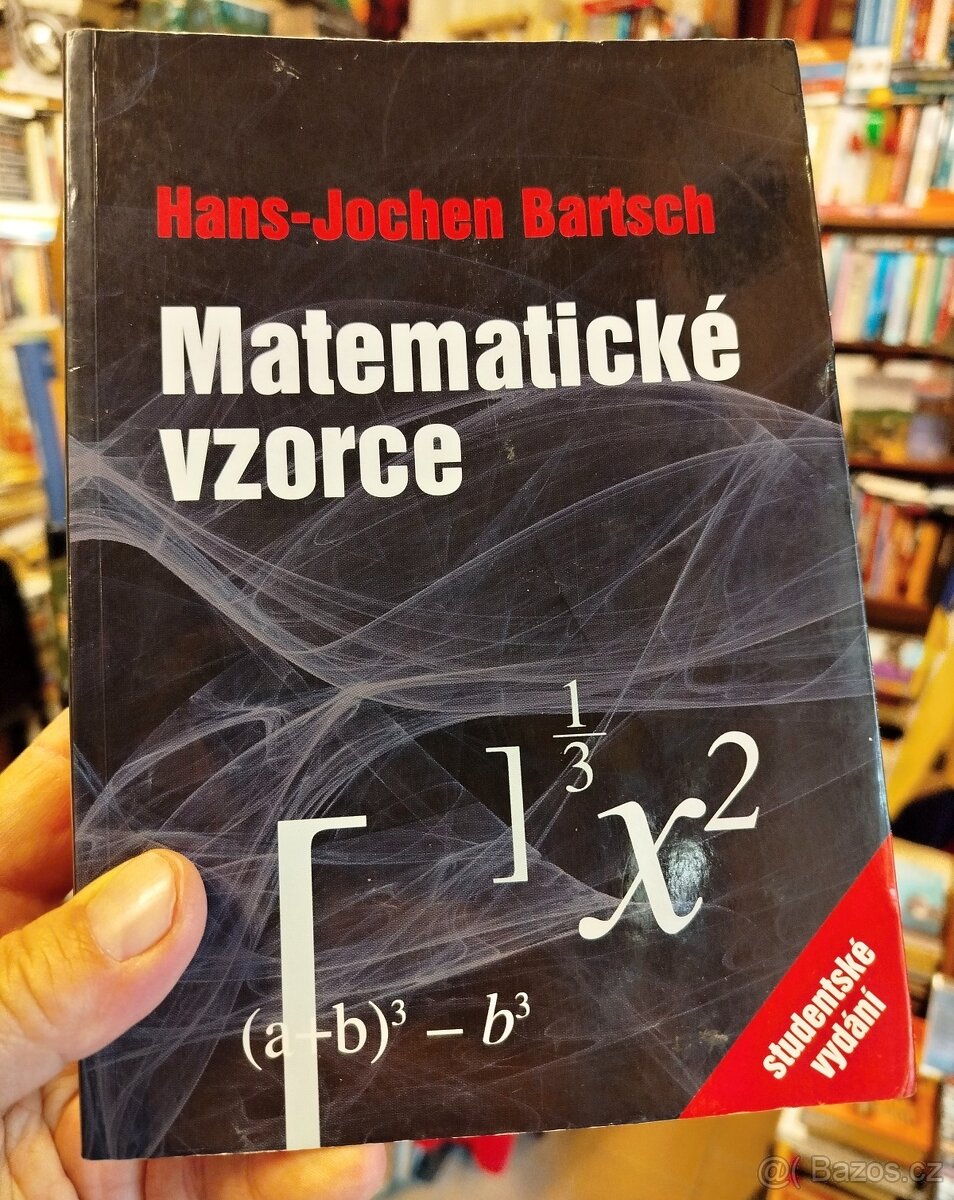 Hans-Jochen Bartsch
Matematické
vzorce
[ ]
1
3
x²
(a+b)³ – b³
studentské
vydání
@( Bazos.cz